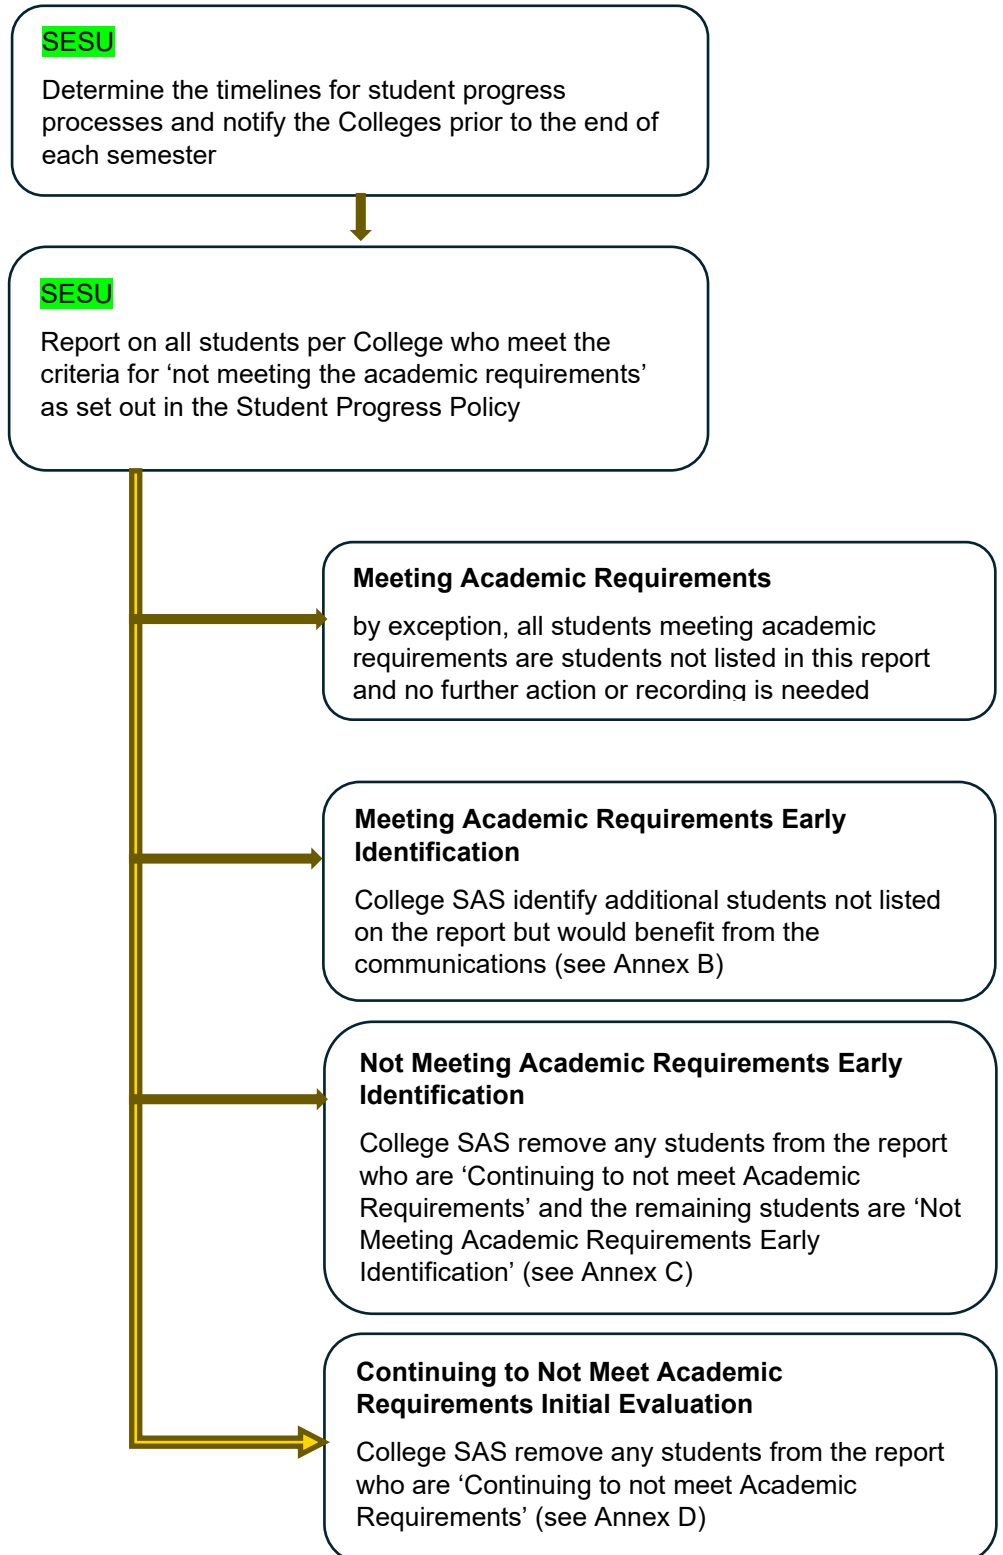 SESU
Determine the timelines for student progress
processes and notify the Colleges prior to the end of
each semester
SESU
Report on all students per College who meet the
criteria for ‘not meeting the academic requirements’
as set out in the Student Progress Policy
Meeting Academic Requirements
by exception, all students meeting academic
requirements are students not listed in this report
and no further action or recording is needed
Meeting Academic Requirements Early
Identification
College SAS identify additional students not listed
on the report but would benefit from the
communications (see Annex B)
Not Meeting Academic Requirements Early
Identification
College SAS remove any students from the report
who are ‘Continuing to not meet Academic
Requirements’ and the remaining students are ‘Not
Meeting Academic Requirements Early
Identification’ (see Annex C)
Continuing to Not Meet Academic
Requirements Initial Evaluation
College SAS remove any students from the report
who are ‘Continuing to not meet Academic
Requirements’ (see Annex D)